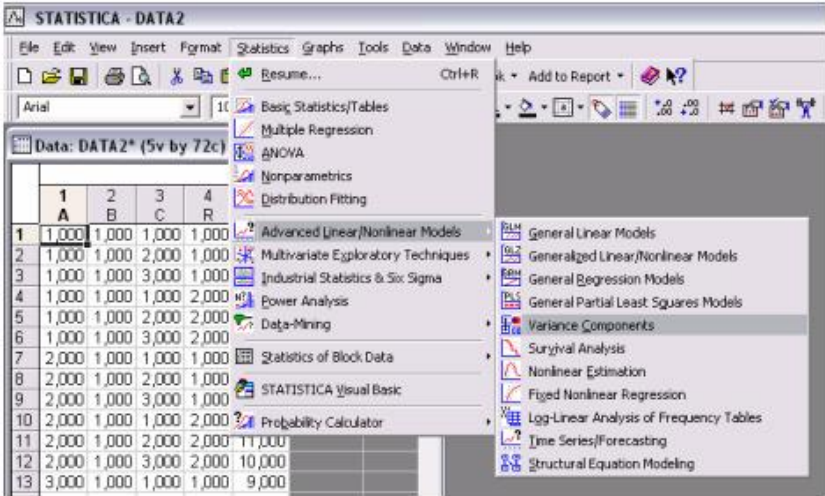 STATISTICA - DATA2
File Edit View Insert Format Statistics Graphs Tools Data Window Help
Resume... Ctrl+R
Add to Report
Arial 10
Data: DATA2* (5v by 72c)
1 2 3 4
A B C R
1 1,000 1,000 1,000 1,000
2 1,000 1,000 2,000 1,000
3 1,000 1,000 3,000 1,000
4 1,000 1,000 1,000 2,000
5 1,000 1,000 2,000 2,000
6 1,000 1,000 3,000 2,000
7 2,000 1,000 1,000 1,000
8 2,000 1,000 2,000 1,000
9 2,000 1,000 3,000 1,000
10 2,000 1,000 1,000 2,000
11 2,000 1,000 2,000 2,000 11,000
12 2,000 1,000 3,000 2,000 10,000
13 3,000 1,000 1,000 1,000 9,000
Basic Statistics/Tables
Multiple Regression
ANOVA
Nonparametrics
Distribution Fitting
Advanced Linear/Nonlinear Models
Multivariate Exploratory Techniques
Industrial Statistics & Six Sigma
Power Analysis
Data-Mining
Statistics of Block Data
STATISTICA Visual Basic
Probability Calculator
General Linear Models
Generalized Linear/Nonlinear Models
General Regression Models
General Partial Least Squares Models
Variance Components
Survival Analysis
Nonlinear Estimation
Fixed Nonlinear Regression
Log-Linear Analysis of Frequency Tables
Time Series/Forecasting
Structural Equation Modeling